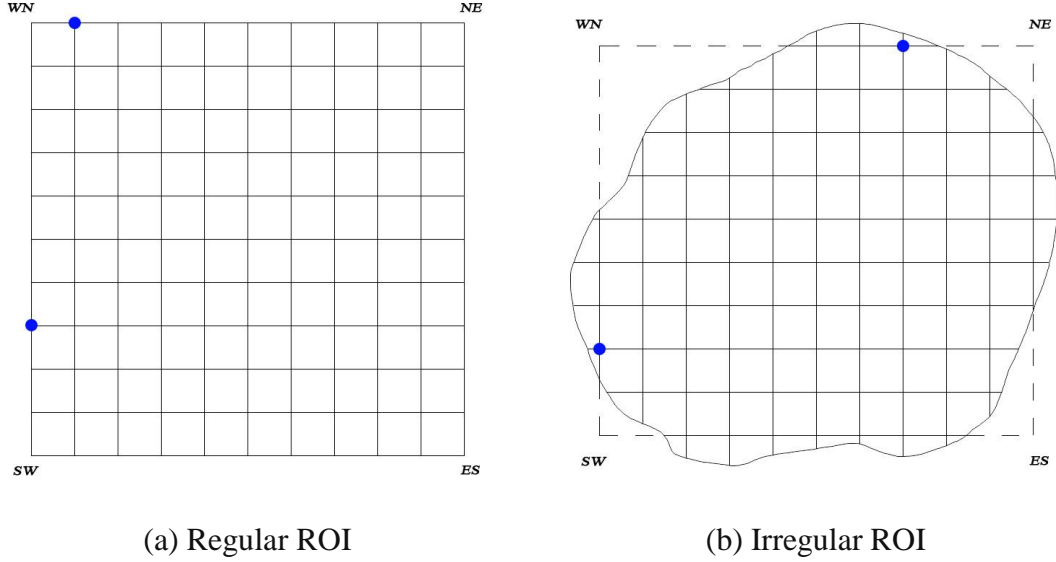 WN NE
SW ES
(a) Regular ROI
WN NE
SW ES
(b) Irregular ROI